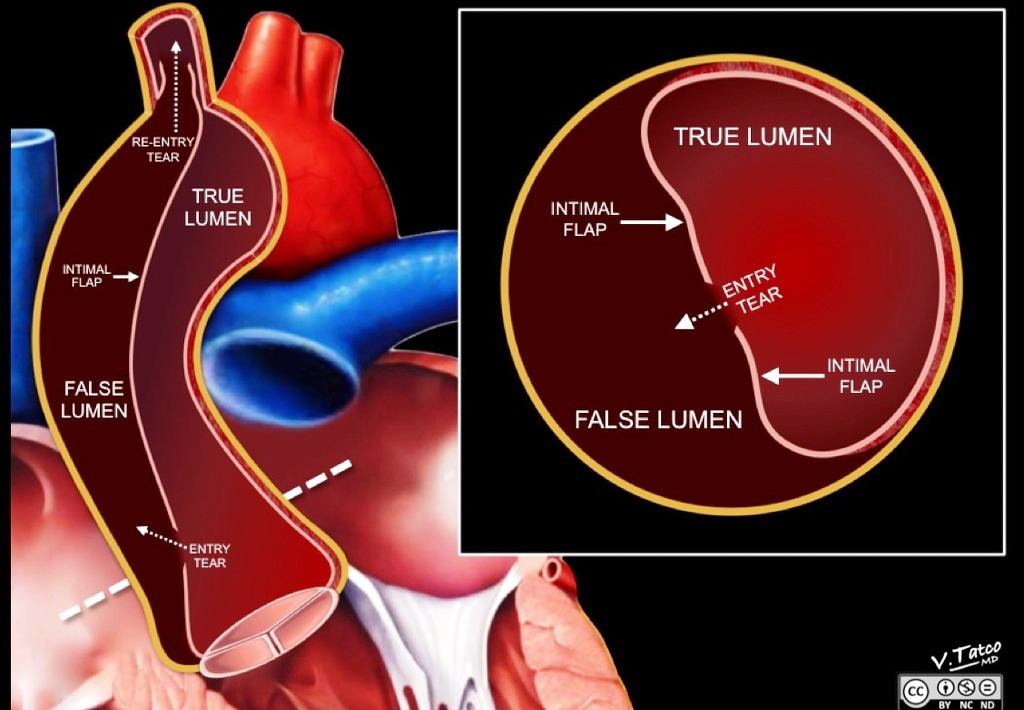 RE-ENTRY
TEAR
TRUE
LUMEN
INTIMAL
FLAP
FALSE
LUMEN
ENTRY
TEAR
TRUE LUMEN
INTIMAL
FLAP
ENTRY
TEAR
INTIMAL
FLAP
FALSE LUMEN
V.Tatco
MD
cc
BY NC ND